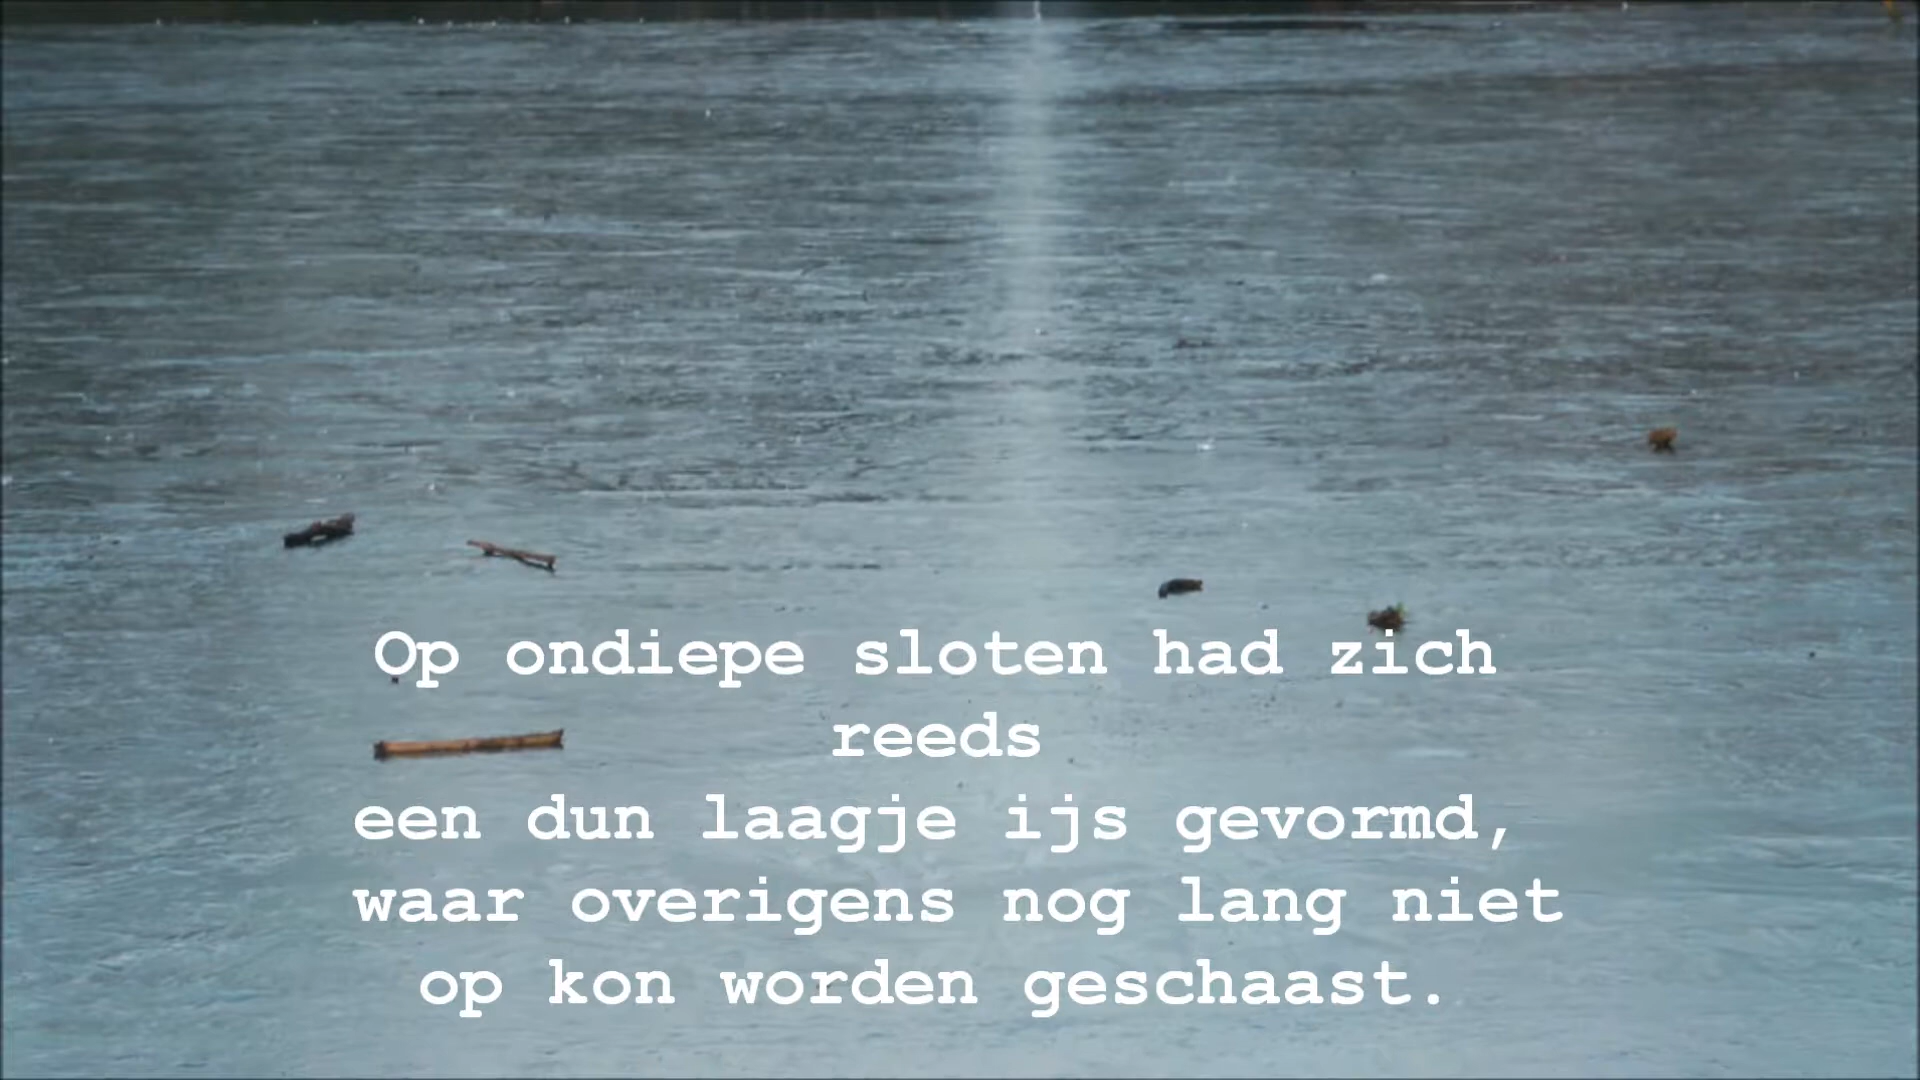 Op ondiepe sloten had zich
reeds
een dun laagje ijs gevormd,
waar overigens nog lang niet
op kon worden geschaast.